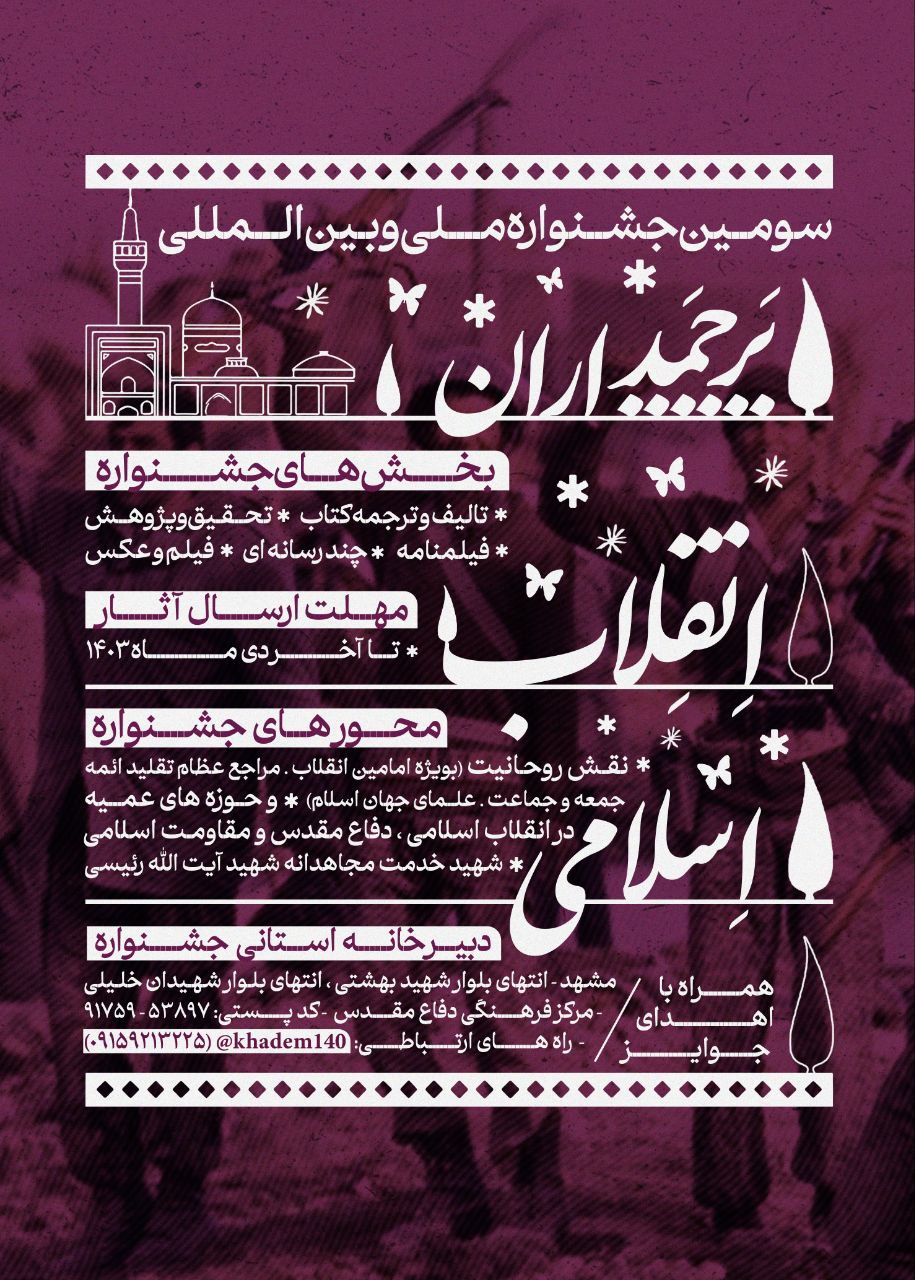 سومین جشنواره ملی و بین المللی
پرچمداران
انقلاب
اسلامی
بخش های جشنواره
* تالیف و ترجمه کتاب * تحقیق و پژوهش
* فیلمنامه * چند رسانه ای * فیلم و عکس
مهلت ارسال آثار
* تا آخر دی ماه ۱۴۰۳
محورهای جشنواره
* نقش روحانیت (بویژه امامین انقلاب . مراجع عظام تقلید ائمه
جمعه و جماعت . علمای جهان اسلام) * و حوزه های عمیه
در انقلاب اسلامی ، دفاع مقدس و مقاومت اسلامی
* شهید خدمت مجاهدانه شهید آیت الله رئیسی
دبیرخانه استانی جشنواره
مشهد - انتهای بلوار شهید بهشتی ، انتهای بلوار شهیدان خلیلی
- مرکز فرهنگی دفاع مقدس - کد پستی: ۵۳۸۹۷ - ۹۱۷۵۹
- راه های ارتباطی: @khadem140 (۰۹۱۵۹۲۱۳۲۲۵)
همراه با
اهدای
جوایز